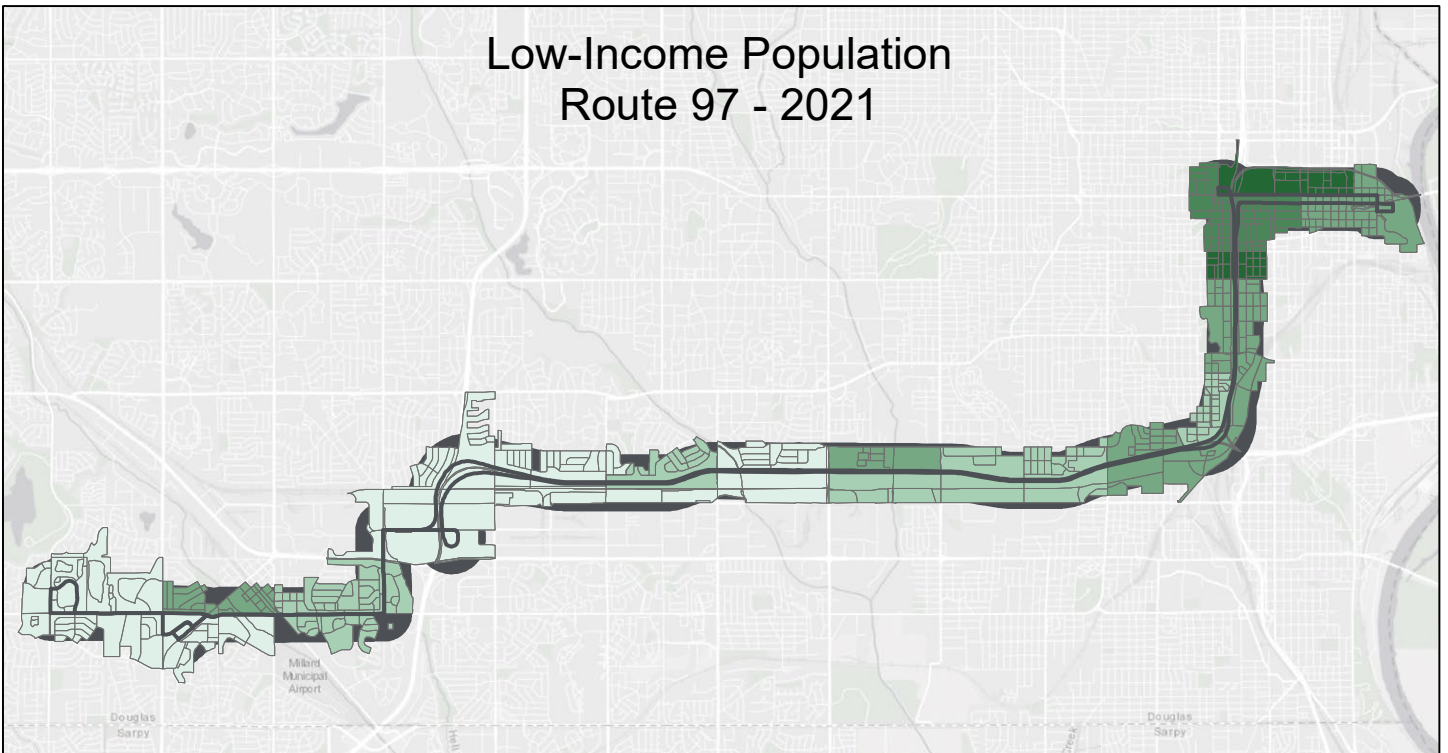 Low-Income Population
Route 97 - 2021
Millard
Municipal
Airport
Douglas
Sarpy
Douglas
Sarpy